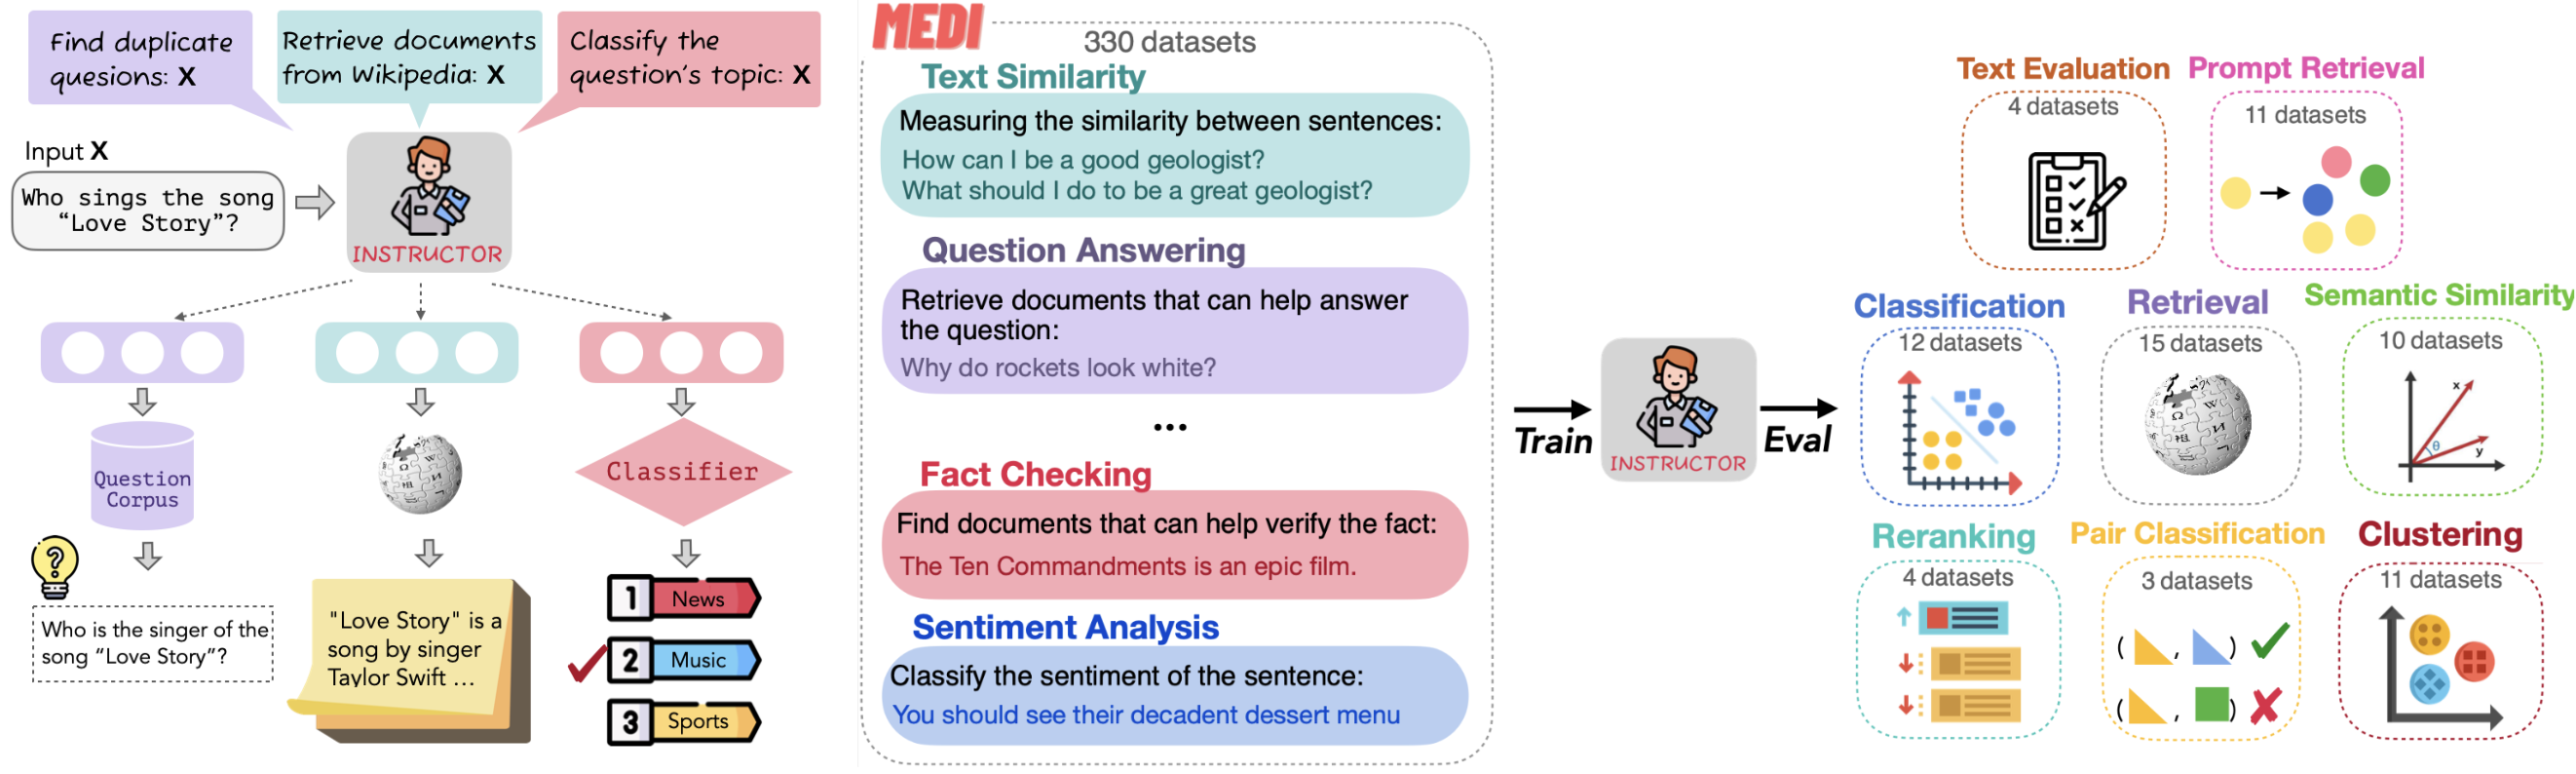 Find duplicate
quesions: X
Retrieve documents
from Wikipedia: X
Classify the
question's topic: X
Input X
Who sings the song
“Love Story”?
INSTRUCTOR
Question
Corpus
Classifier
?
Who is the singer of the
song “Love Story”?
"Love Story" is a
song by singer
Taylor Swift ...
1 News
2 Music
3 Sports
MEDI
330 datasets
Text Similarity
Measuring the similarity between sentences:
How can I be a good geologist?
What should I do to be a great geologist?
Question Answering
Retrieve documents that can help answer
the question:
Why do rockets look white?
...
Fact Checking
Find documents that can help verify the fact:
The Ten Commandments is an epic film.
Sentiment Analysis
Classify the sentiment of the sentence:
You should see their decadent dessert menu
Train
INSTRUCTOR
Eval
Text Evaluation
4 datasets
Prompt Retrieval
11 datasets
Classification
12 datasets
Retrieval
15 datasets
Semantic Similarity
10 datasets
x
θ
y
Reranking
4 datasets
Pair Classification
3 datasets
( , )
( , )
Clustering
11 datasets